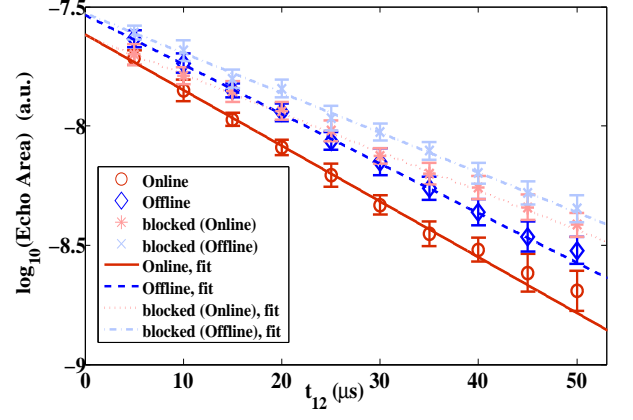 −7.5
−8
−8.5
−9
log10(Echo Area) (a.u.)
Online
Offline
blocked (Online)
blocked (Offline)
Online, fit
Offline, fit
blocked (Online), fit
blocked (Offline), fit
0 10 20 30 40 50
t12 (μs)